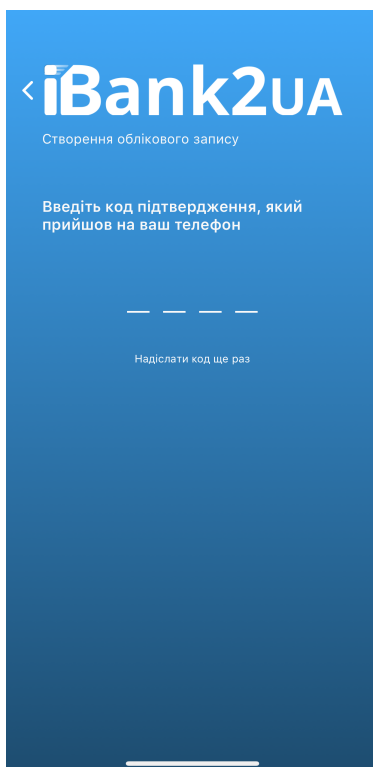 iBank2UA
Створення облікового запису
Введіть код підтвердження, який
прийшов на ваш телефон
Надіслати код ще раз